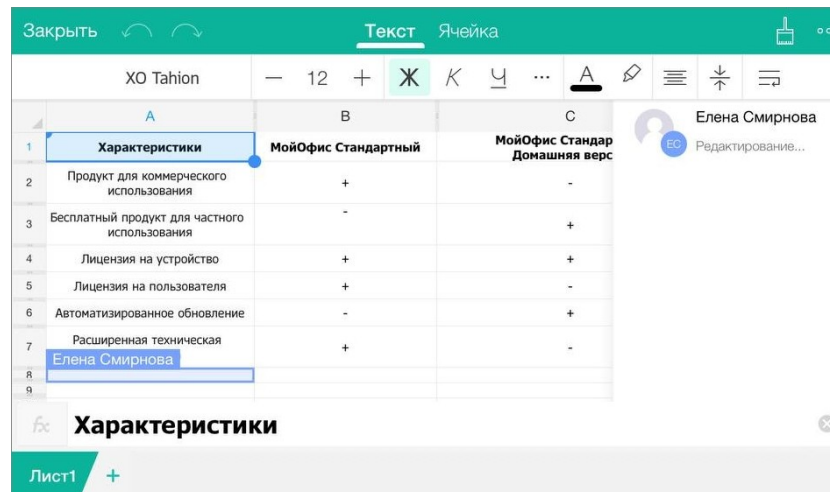 Закрыть Текст Ячейка
XO Tahion — 12 + Ж К Ч ... А
А В С
1 Характеристики МойОфис Стандартный МойОфис Стандар
Домашняя верс
2 Продукт для коммерческого
использования + -
3 Бесплатный продукт для частного
использования - +
4 Лицензия на устройство + +
5 Лицензия на пользователя + -
6 Автоматизированное обновление - +
7 Расширенная техническая + -
Елена Смирнова
8
9
Елена Смирнова
ЕС Редактирование...
fx Характеристики
Лист1 +